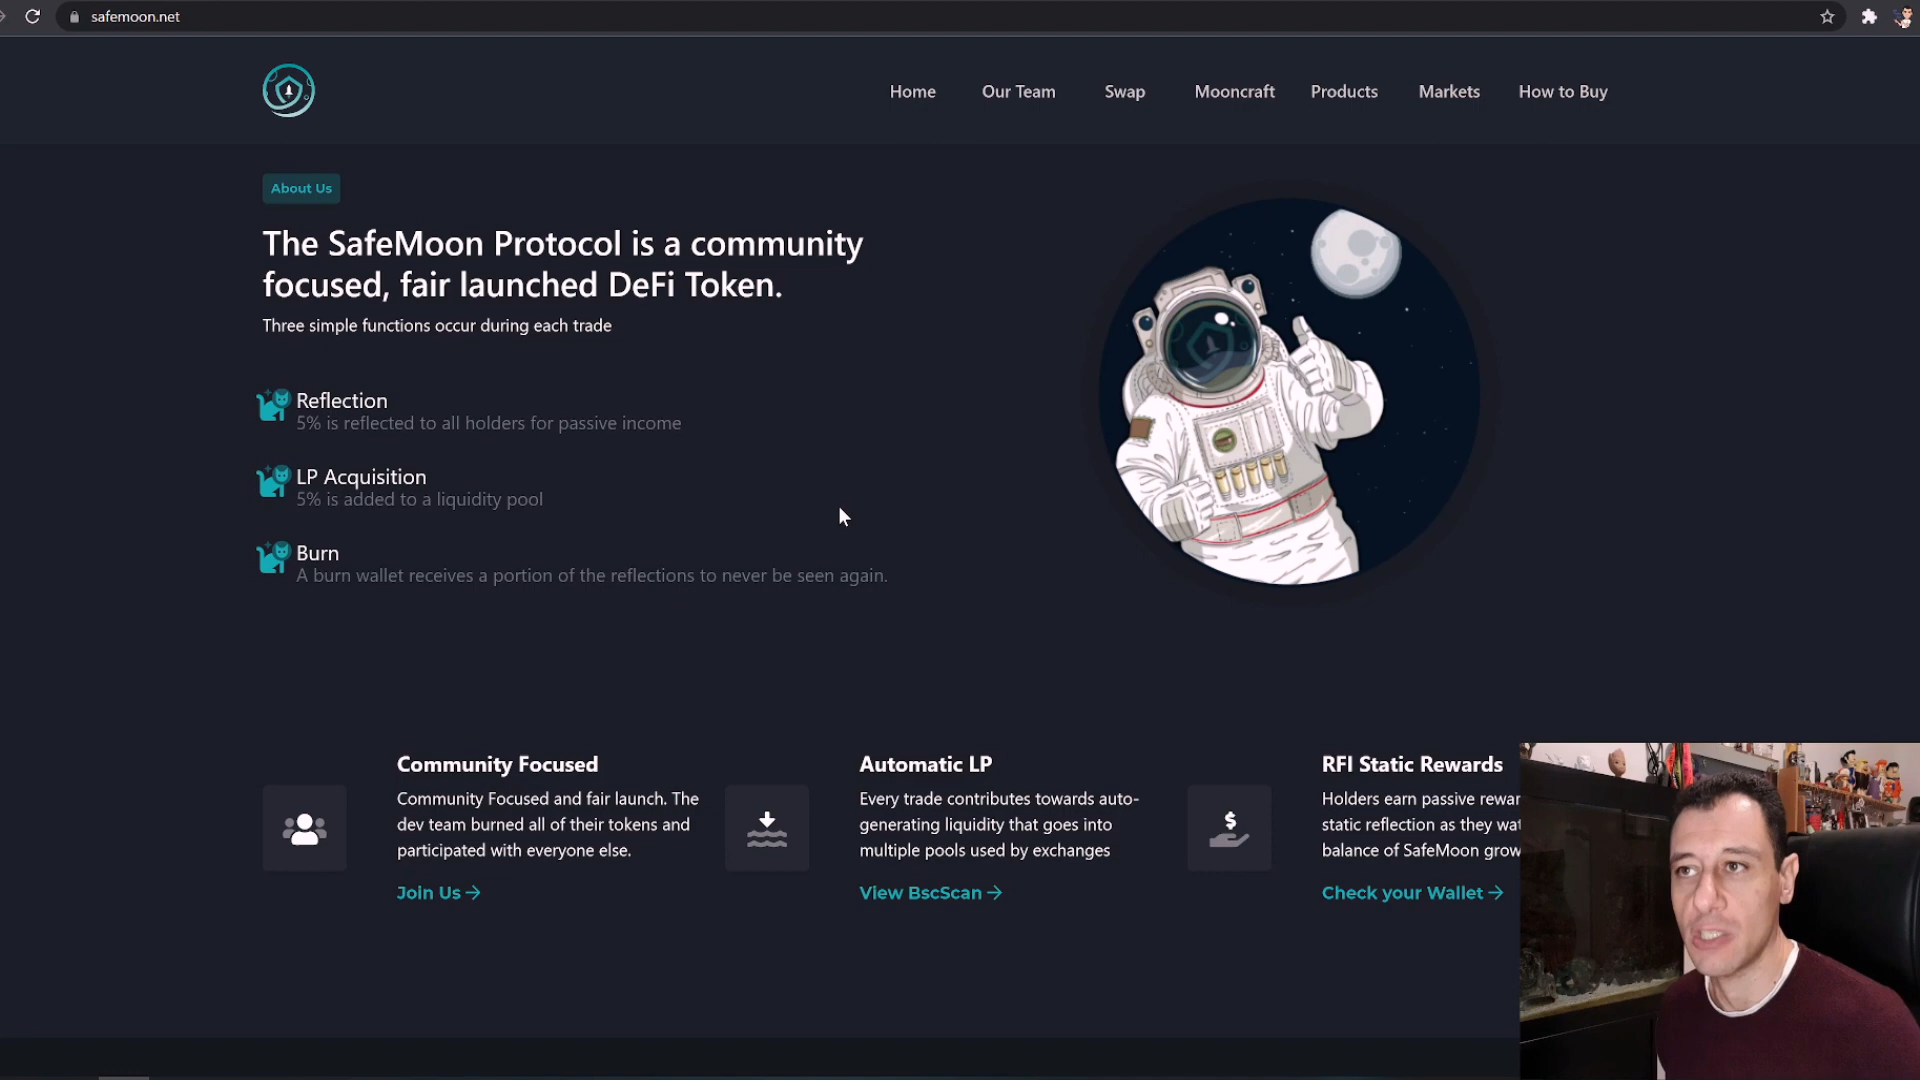 safemoon.net
Home Our Team Swap Mooncraft Products Markets How to Buy
About Us
The SafeMoon Protocol is a community
focused, fair launched DeFi Token.
Three simple functions occur during each trade
Reflection
5% is reflected to all holders for passive income
LP Acquisition
5% is added to a liquidity pool
Burn
A burn wallet receives a portion of the reflections to never be seen again.
Community Focused
Community Focused and fair launch. The
dev team burned all of their tokens and
participated with everyone else.
Join Us
Automatic LP
Every trade contributes towards auto-
generating liquidity that goes into
multiple pools used by exchanges
View BscScan
RFI Static Rewards
Holders earn passive
static reflection as they
balance of SafeMoon
Check your Wallet